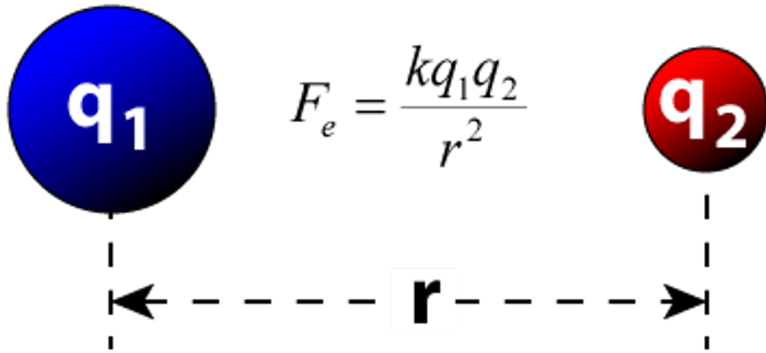 q₁
Fₑ = kq₁q₂ / r²
q₂
r